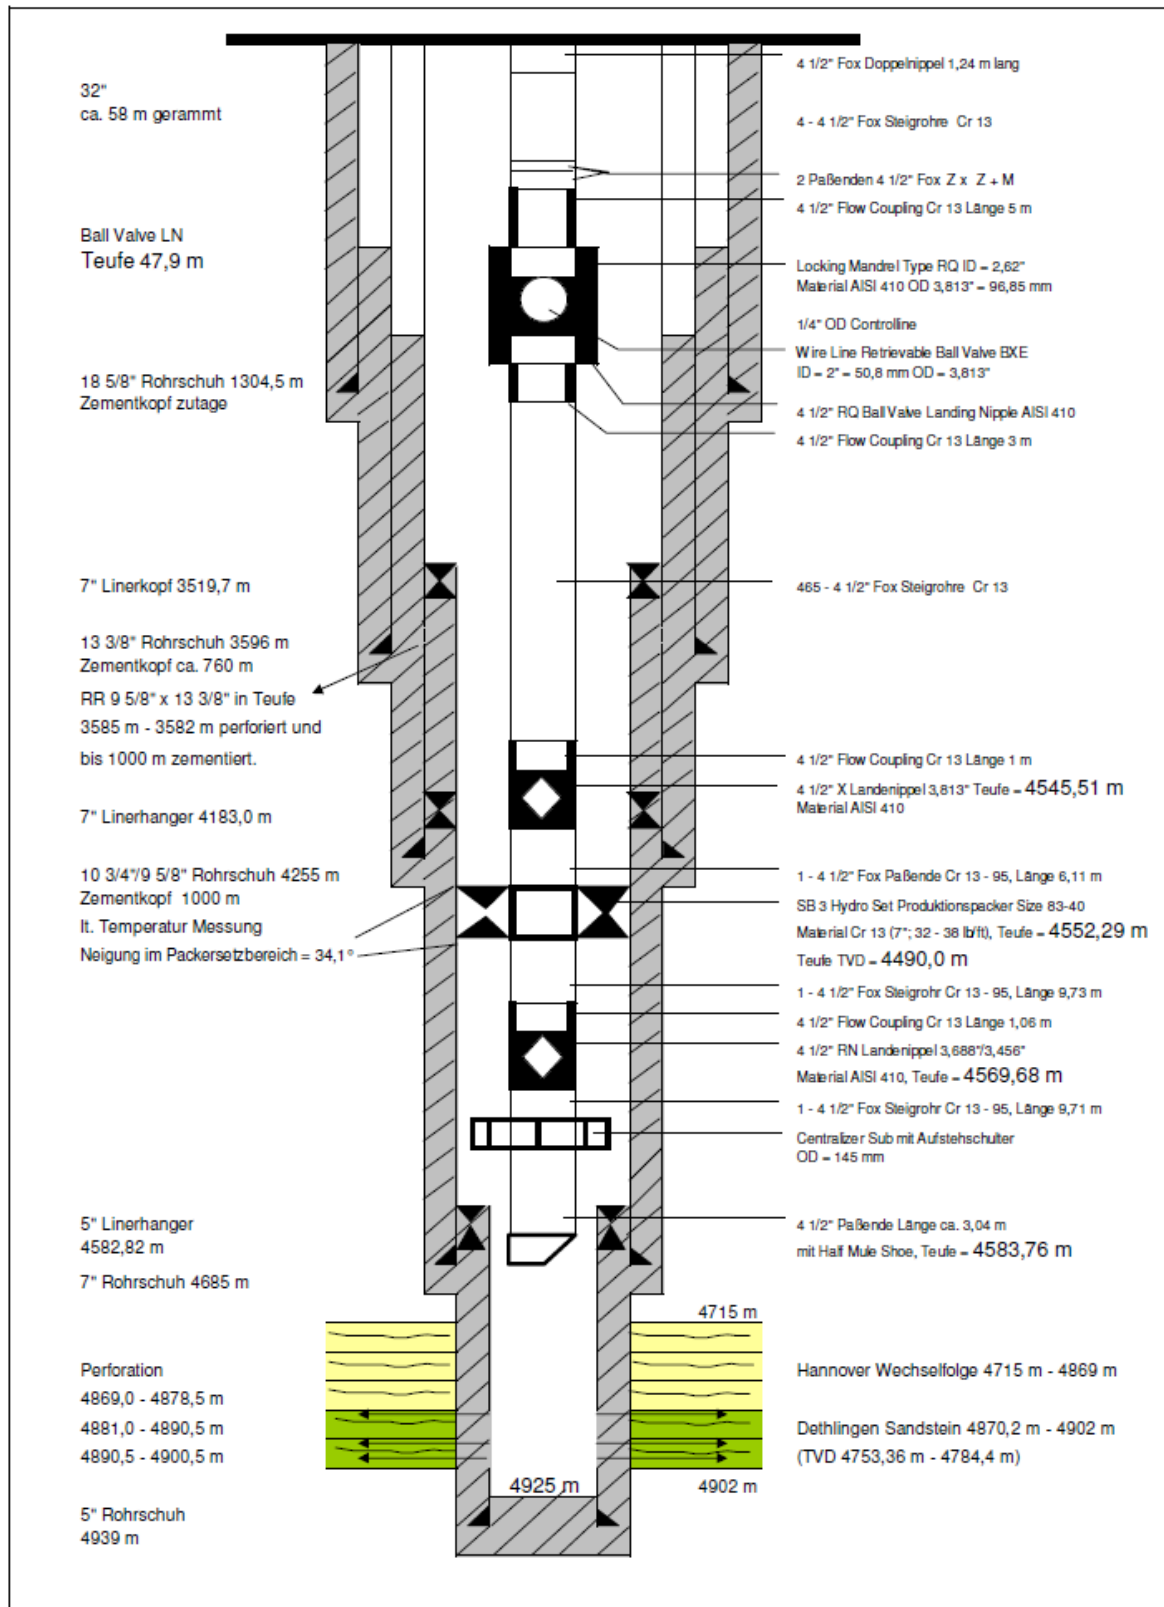 32"
ca. 58 m gerammt
Ball Valve LN
Teufe 47,9 m
18 5/8" Rohrschuh 1304,5 m
Zementkopf zutage
7" Linerkopf 3519,7 m
13 3/8" Rohrschuh 3596 m
Zementkopf ca. 760 m
RR 9 5/8" x 13 3/8" in Teufe
3585 m - 3582 m perforiert und
bis 1000 m zementiert.
7" Linerhanger 4183,0 m
10 3/4"/9 5/8" Rohrschuh 4255 m
Zementkopf 1000 m
lt. Temperatur Messung
Neigung im Packersetzbereich = 34,1°
5" Linerhanger
4582,82 m
7" Rohrschuh 4685 m
Perforation
4869,0 - 4878,5 m
4881,0 - 4890,5 m
4890,5 - 4900,5 m
5" Rohrschuh
4939 m
4 1/2" Fox Doppelnippel 1,24 m lang
4 - 4 1/2" Fox Steigrohre Cr 13
2 Paßenden 4 1/2" Fox Z x Z + M
4 1/2" Flow Coupling Cr 13 Länge 5 m
Locking Mandrel Type RQ ID = 2,62"
Material AISI 410 OD 3,813" = 96,85 mm
1/4" OD Controlline
Wire Line Retrievable Ball Valve BXE
ID = 2" = 50,8 mm OD = 3,813"
4 1/2" RQ Ball Valve Landing Nipple AISI 410
4 1/2" Flow Coupling Cr 13 Länge 3 m
465 - 4 1/2" Fox Steigrohre Cr 13
4 1/2" Flow Coupling Cr 13 Länge 1 m
4 1/2" X Landenippel 3,813" Teufe = 4545,51 m
Material AISI 410
1 - 4 1/2" Fox Paßende Cr 13 - 95, Länge 6,11 m
SB 3 Hydro Set Produktionspacker Size 83-40
Material Cr 13 (7"; 32 - 38 lb/ft), Teufe = 4552,29 m
Teufe TVD = 4490,0 m
1 - 4 1/2" Fox Steigrohr Cr 13 - 95, Länge 9,73 m
4 1/2" Flow Coupling Cr 13 Länge 1,06 m
4 1/2" RN Landenippel 3,688"/3,456"
Material AISI 410, Teufe = 4569,68 m
1 - 4 1/2" Fox Steigrohr Cr 13 - 95, Länge 9,71 m
Centralizer Sub mit Aufstehschulter
OD = 145 mm
4 1/2" Paßende Länge ca. 3,04 m
mit Half Mule Shoe, Teufe = 4583,76 m
4715 m
Hannover Wechselfolge 4715 m - 4869 m
Dethlingen Sandstein 4870,2 m - 4902 m
(TVD 4753,36 m - 4784,4 m)
4925 m
4902 m